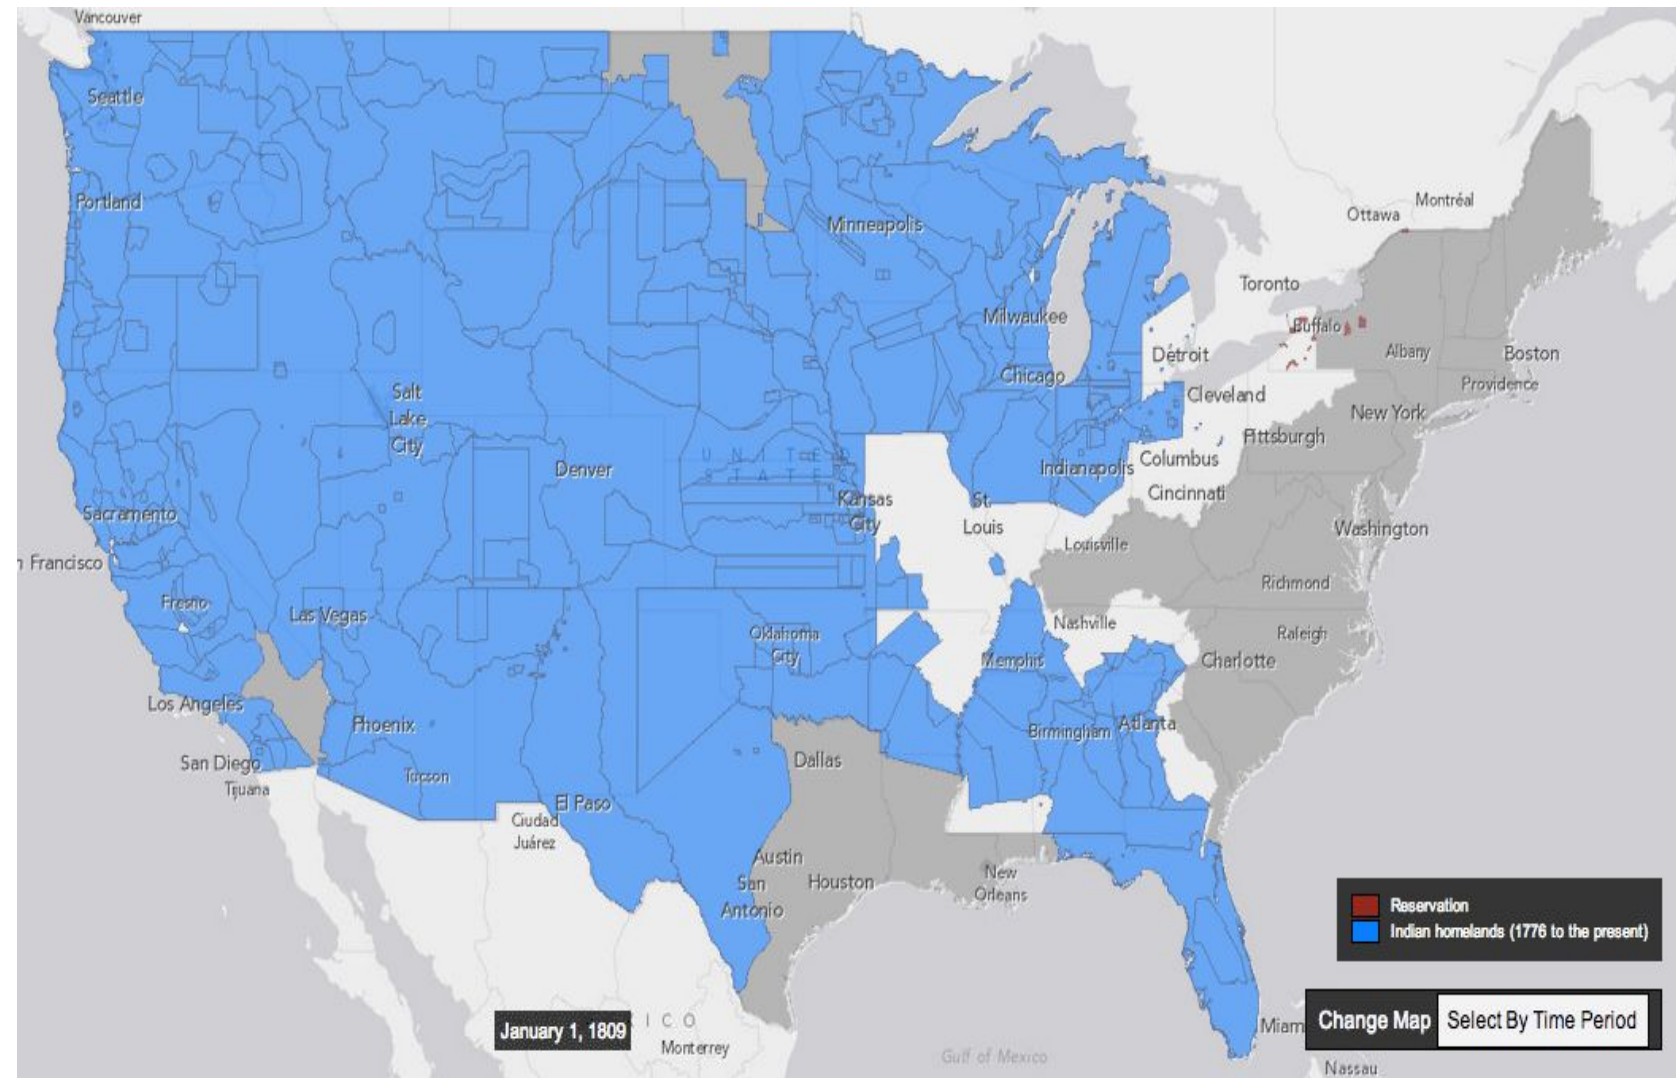 Vancouver
Seattle
Portland
Minneapolis
Ottawa
Montréal
Toronto
Buffalo
Milwaukee
Detroit
Albany
Boston
Chicago
Cleveland
Providence
New York
Salt
Lake
City
Pittsburgh
UNITED
STATES
Denver
Indianapolis
Columbus
Cincinnati
Kansas
City
St.
Louis
Sacramento
Washington
Louisville
n Francisco
Richmond
Fresno
Las Vegas
Nashville
Oklahoma
City
Raleigh
Memphis
Charlotte
Los Angeles
Phoenix
Birmingham
Atlanta
San Diego
Tucson
Dallas
Tijuana
El Paso
Ciudad
Juárez
Austin
San
Antonio
Houston
New
Orleans
Reservation
Indian homelands (1776 to the present)
January 1, 1809
ICO
Monterrey
Gulf of Mexico
Miam
Change Map
Select By Time Period
Nassau